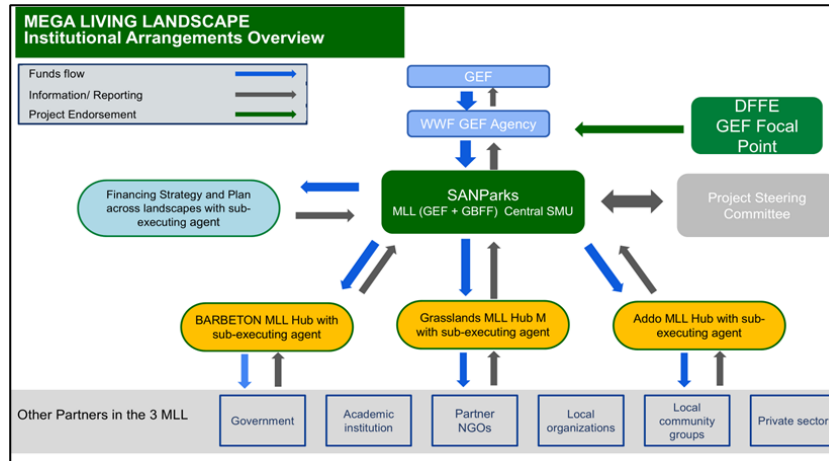 MEGA LIVING LANDSCAPE
Institutional Arrangements Overview
Funds flow
Information/ Reporting
Project Endorsement
GEF
WWF GEF Agency
DFFE
GEF Focal
Point
Financing Strategy and Plan
across landscapes with sub-
executing agent
SANParks
MLL (GEF + GBFF) Central SMU
Project Steering
Committee
BARBETON MLL Hub with
sub-executing agent
Grasslands MLL Hub M
with sub-executing agent
Addo MLL Hub with sub-
executing agent
Other Partners in the 3 MLL
Government
Academic
institution
Partner
NGOs
Local
organizations
Local
community
groups
Private sector